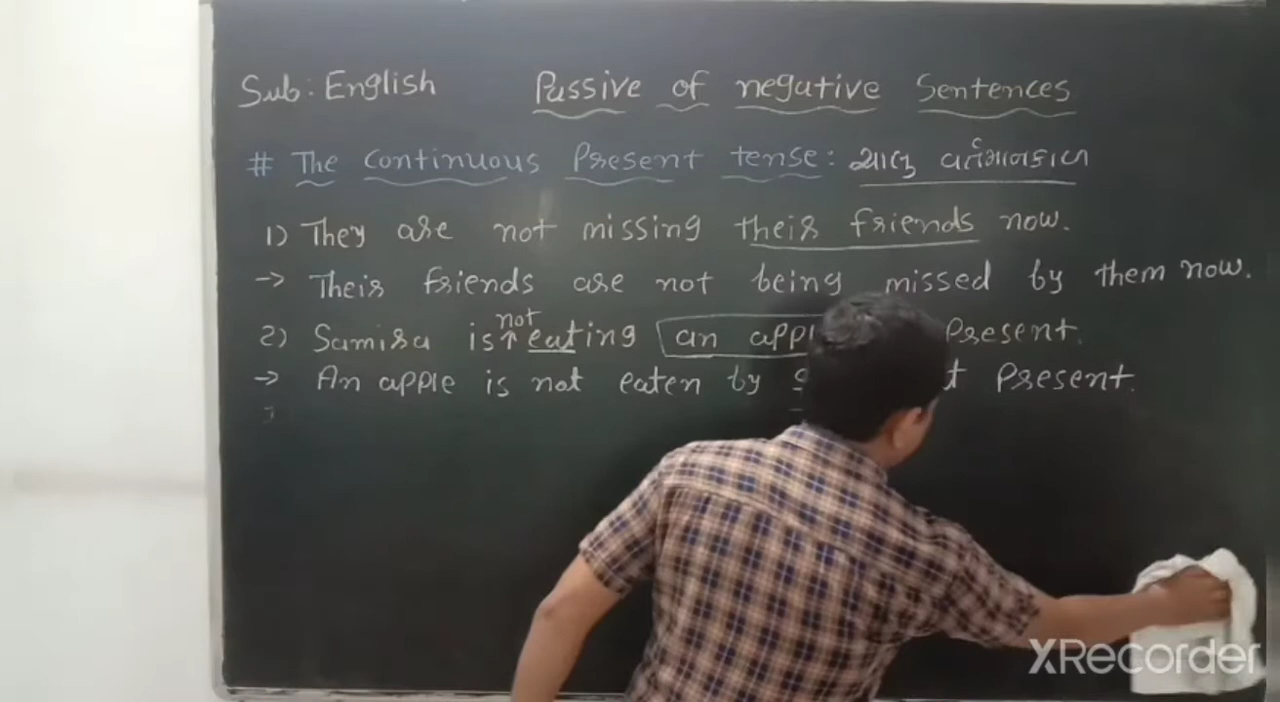 Sub: English Passive of negative Sentences
# The Continuous Present tense: ચાલુ વર્તમાનકાળ
1) They are not missing their friends now.
-> Their friends are not being missed by them now.
2) Samira is not eating an present.
-> An apple is not eaten by present.
XRecorder